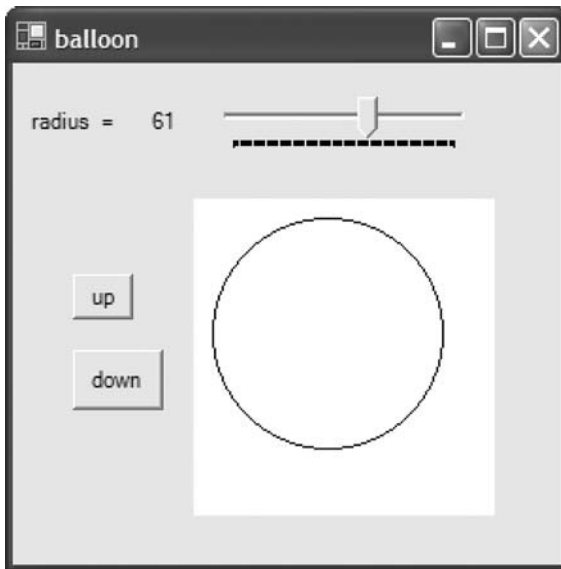 balloon
radius = 61
up
down